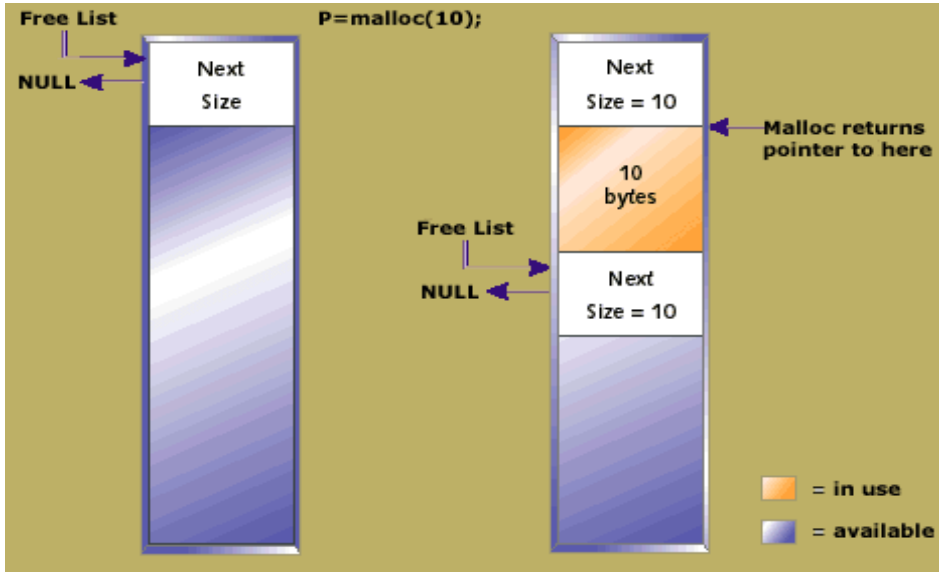 Free List
P=malloc(10);
NULL
Next
Size
Next
Size = 10
Malloc returns
pointer to here
10
bytes
Free List
NULL
Next
Size = 10
= in use
= available